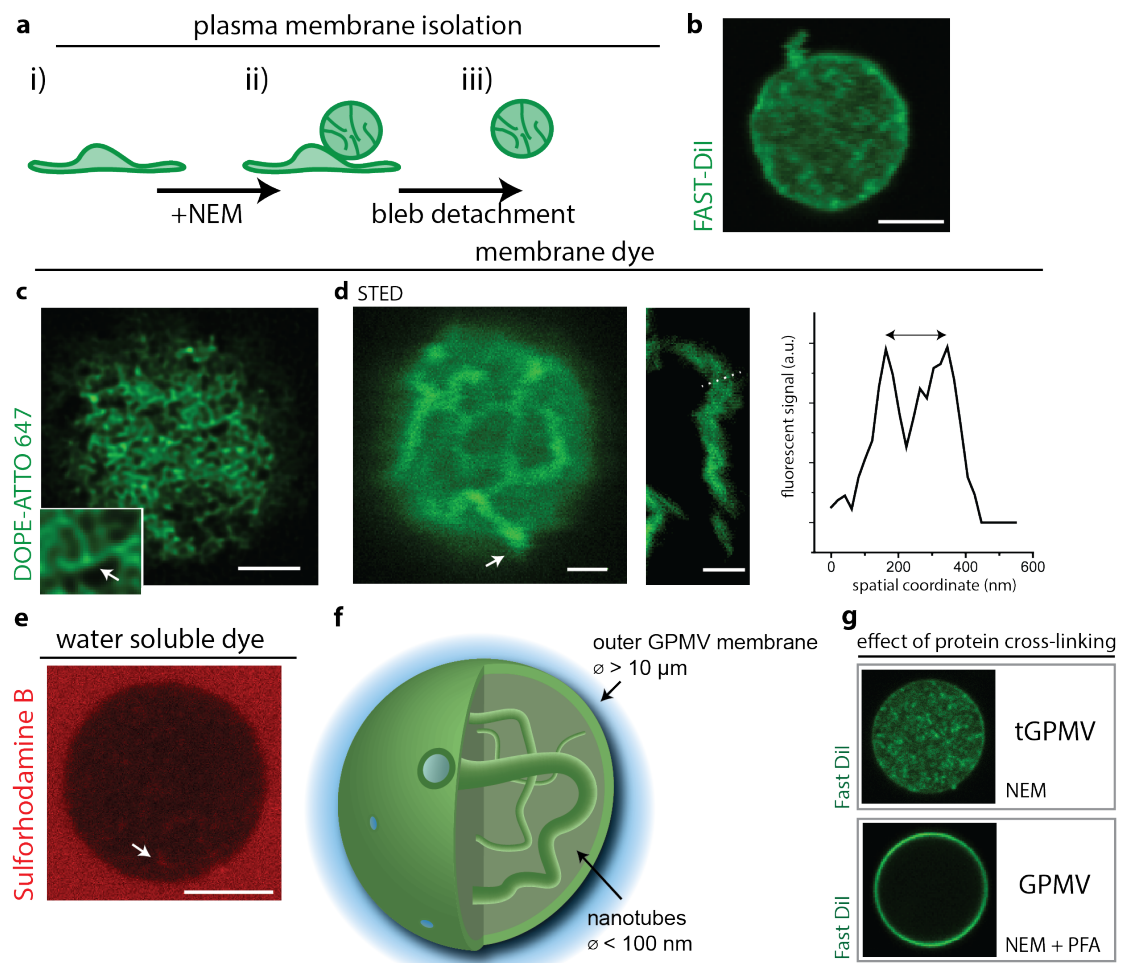 a
plasma membrane isolation
i)
ii)
iii)
+NEM
bleb detachment
b
FAST-DiI
membrane dye
c
DOPE-ATTO 647
d
STED
fluorescent signal (a.u.)
0
200
400
600
spatial coordinate (nm)
e
water soluble dye
Sulforhodamine B
f
outer GPMV membrane
⌀ > 10 μm
nanotubes
⌀ < 100 nm
g
effect of protein cross-linking
Fast DiI
tGPMV
NEM
Fast DiI
GPMV
NEM + PFA